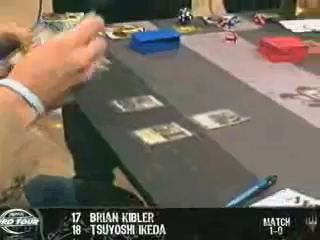 PRO TOUR
17 BRIAN KIBLER
18 TSUYOSHI IKEDA
MATCH
1-0